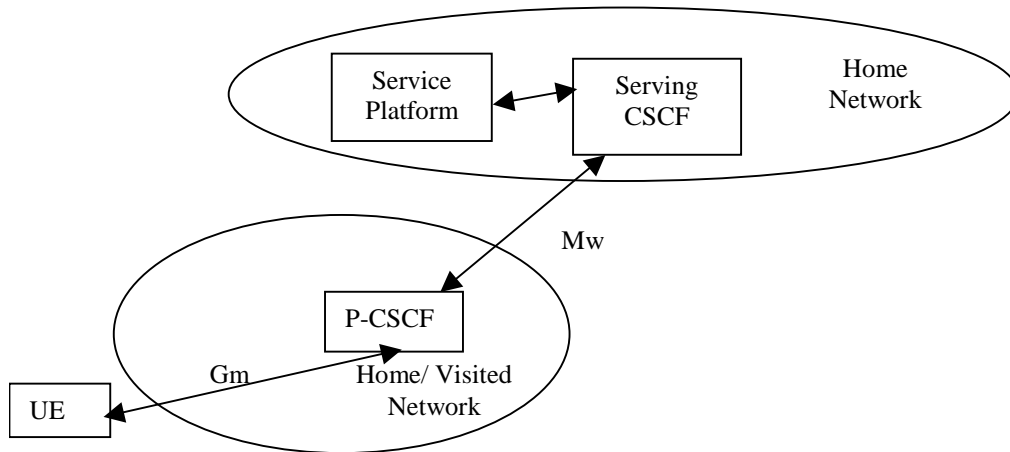 Service
Platform
Serving
CSCF
Home
Network
Mw
P-CSCF
Gm
Home/ Visited
Network
UE